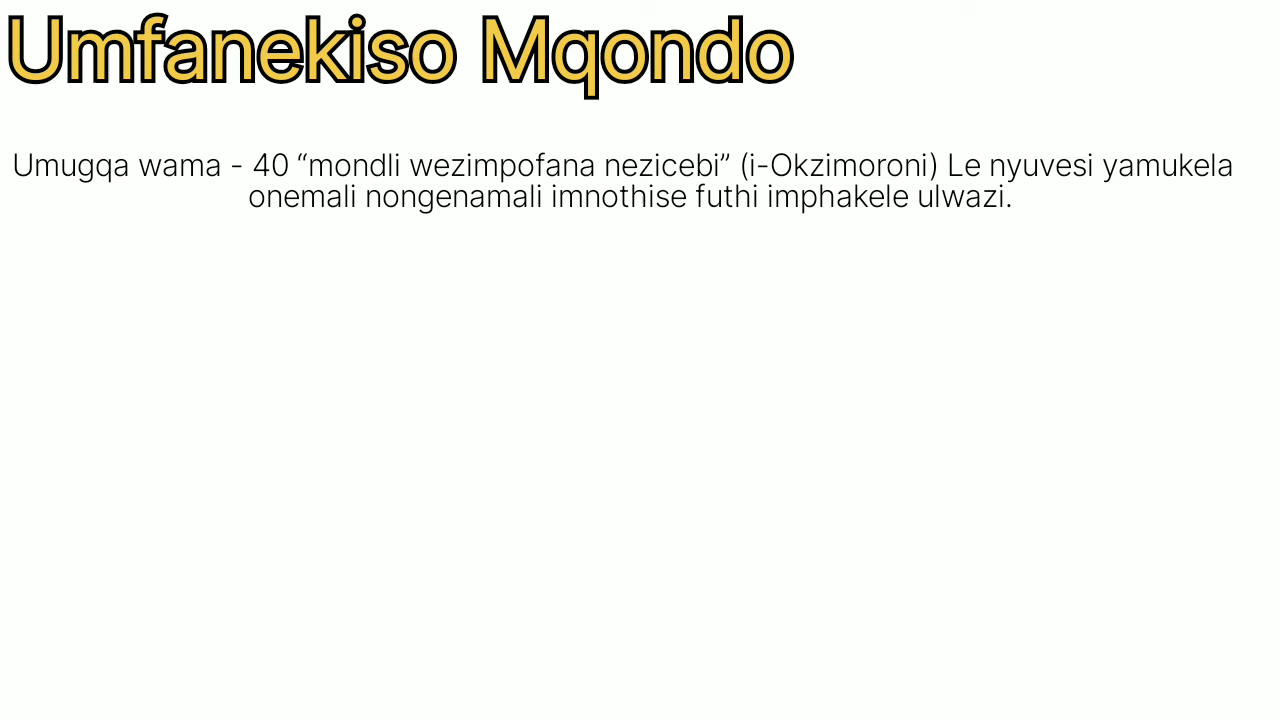 Umfanekiso Mqondo
Umugqa wama - 40 “mondli wezimpofana nezicebi” (i-Okzimoroni) Le nyuvesi yamukela
onemali nongenamali imnothise futhi imphakele ulwazi.